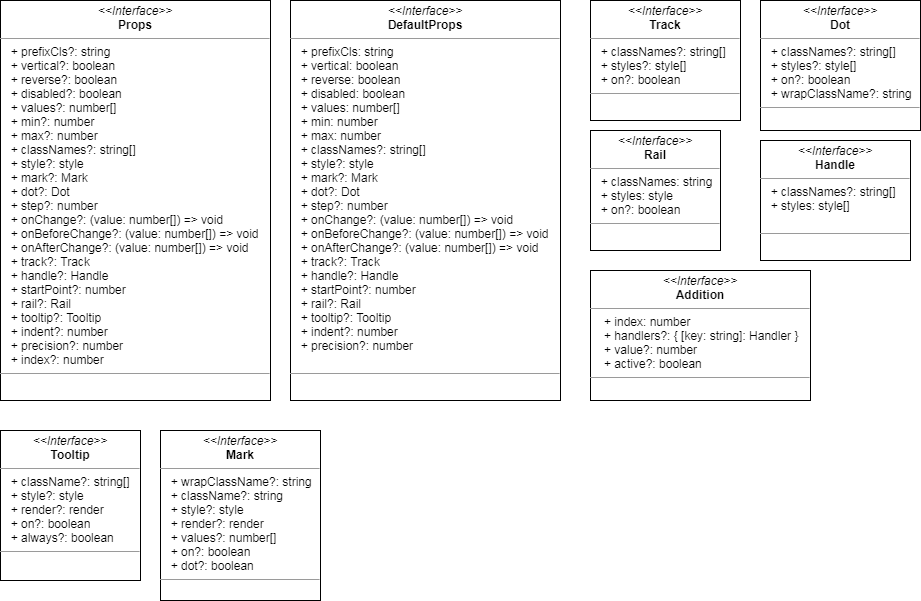 <<Interface>>
Props
+ prefixCls?: string
+ vertical?: boolean
+ reverse?: boolean
+ disabled?: boolean
+ values?: number[]
+ min?: number
+ max?: number
+ classNames?: string[]
+ style?: style
+ mark?: Mark
+ dot?: Dot
+ step?: number
+ onChange?: (value: number[]) => void
+ onBeforeChange?: (value: number[]) => void
+ onAfterChange?: (value: number[]) => void
+ track?: Track
+ handle?: Handle
+ startPoint?: number
+ rail?: Rail
+ tooltip?: Tooltip
+ indent?: number
+ precision?: number
+ index?: number
<<Interface>>
DefaultProps
+ prefixCls: string
+ vertical: boolean
+ reverse: boolean
+ disabled: boolean
+ values: number[]
+ min: number
+ max: number
+ classNames?: string[]
+ style?: style
+ mark?: Mark
+ dot?: Dot
+ step?: number
+ onChange?: (value: number[]) => void
+ onBeforeChange?: (value: number[]) => void
+ onAfterChange?: (value: number[]) => void
+ track?: Track
+ handle?: Handle
+ startPoint?: number
+ rail?: Rail
+ tooltip?: Tooltip
+ indent?: number
+ precision?: number
<<Interface>>
Track
+ classNames?: string[]
+ styles?: style[]
+ on?: boolean
<<Interface>>
Dot
+ classNames?: string[]
+ styles?: style[]
+ on?: boolean
+ wrapClassName?: string
<<Interface>>
Rail
+ classNames: string
+ styles: style
+ on?: boolean
<<Interface>>
Handle
+ classNames?: string[]
+ styles: style[]
<<Interface>>
Addition
+ index: number
+ handlers?: { [key: string]: Handler }
+ value?: number
+ active?: boolean
<<Interface>>
Tooltip
+ className?: string[]
+ style?: style
+ render?: render
+ on?: boolean
+ always?: boolean
<<Interface>>
Mark
+ wrapClassName?: string
+ className?: string
+ style?: style
+ render?: render
+ values?: number[]
+ on?: boolean
+ dot?: boolean